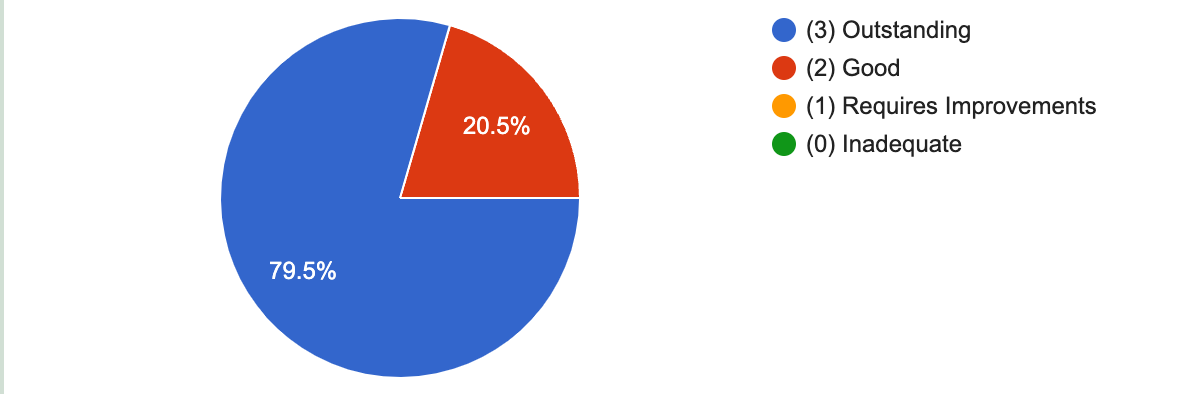 (3) Outstanding
(2) Good
(1) Requires Improvements
(0) Inadequate
20.5%
79.5%